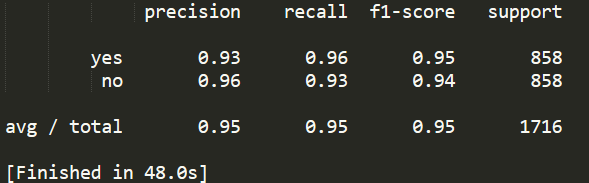 precision recall f1-score support
yes 0.93 0.96 0.95 858
no 0.96 0.93 0.94 858
avg / total 0.95 0.95 0.95 1716
[Finished in 48.0s]